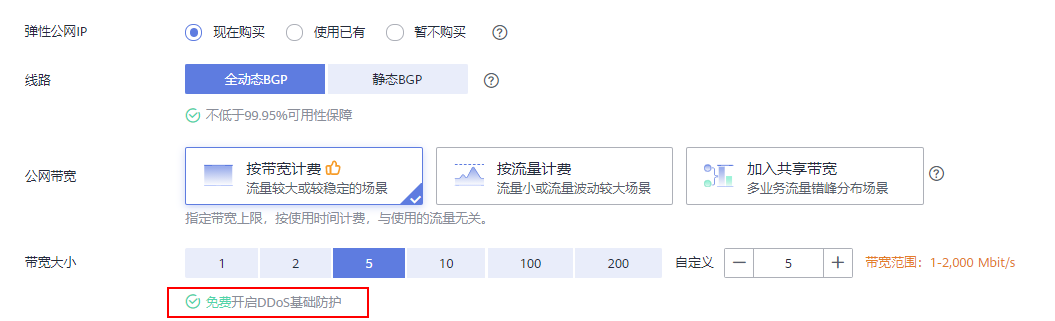 弹性公网IP 现在购买 使用已有 暂不购买 ?
线路 全动态BGP 静态BGP ?
不低于99.95%可用性保障
公网带宽 按带宽计费 按流量计费 加入共享带宽 ?
流量较大或较稳定的场景 流量小或流量波动较大场景 多业务流量错峰分布场景
指定带宽上限，按使用时间计费，与使用的流量无关。
带宽大小 1 2 5 10 100 200 自定义 — 5 + 带宽范围：1-2,000 Mbit/s
免费开启DDoS基础防护